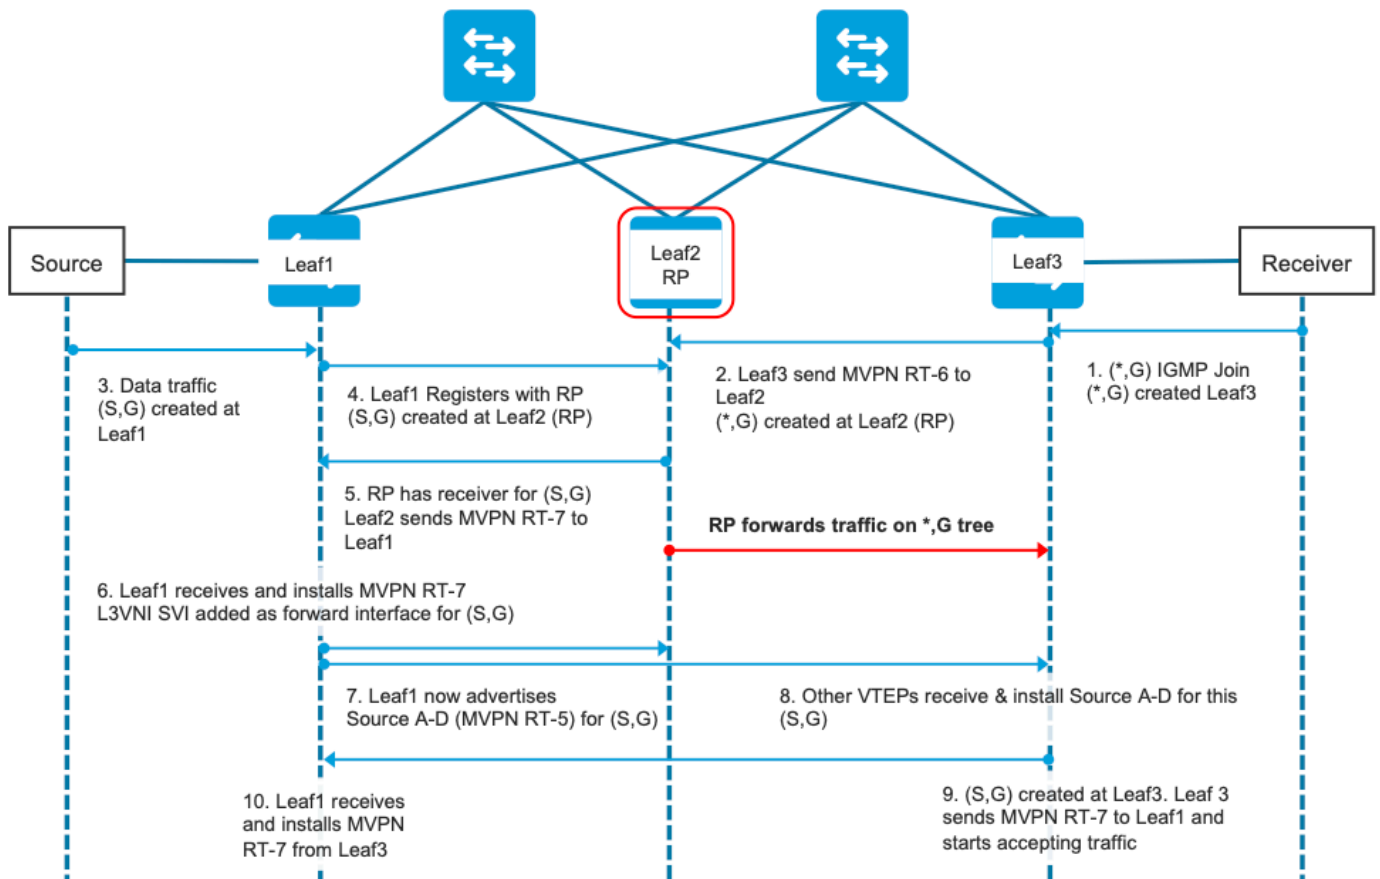 Source
Leaf1
Leaf2
RP
Leaf3
Receiver
1. (*,G) IGMP Join
(*,G) created Leaf3
2. Leaf3 send MVPN RT-6 to
Leaf2
(*,G) created at Leaf2 (RP)
3. Data traffic
(S,G) created at
Leaf1
4. Leaf1 Registers with RP
(S,G) created at Leaf2 (RP)
5. RP has receiver for (S,G)
Leaf2 sends MVPN RT-7 to
Leaf1
RP forwards traffic on *,G tree
6. Leaf1 receives and installs MVPN RT-7
L3VNI SVI added as forward interface for (S,G)
7. Leaf1 now advertises
Source A-D (MVPN RT-5) for (S,G)
8. Other VTEPs receive & install Source A-D for this
(S,G)
9. (S,G) created at Leaf3. Leaf 3
sends MVPN RT-7 to Leaf1 and
starts accepting traffic
10. Leaf1 receives
and installs MVPN
RT-7 from Leaf3